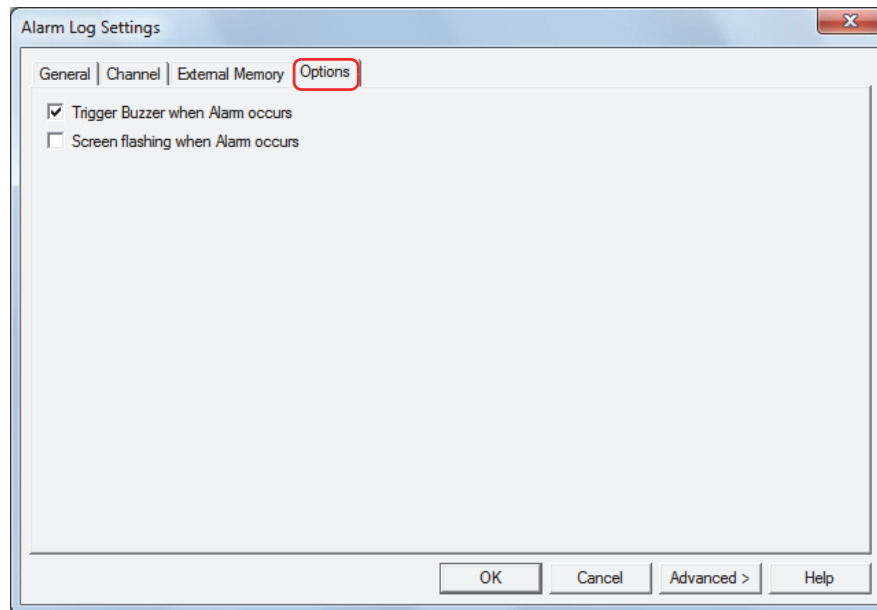 Alarm Log Settings
General Channel External Memory Options
Trigger Buzzer when Alarm occurs
Screen flashing when Alarm occurs
OK Cancel Advanced > Help